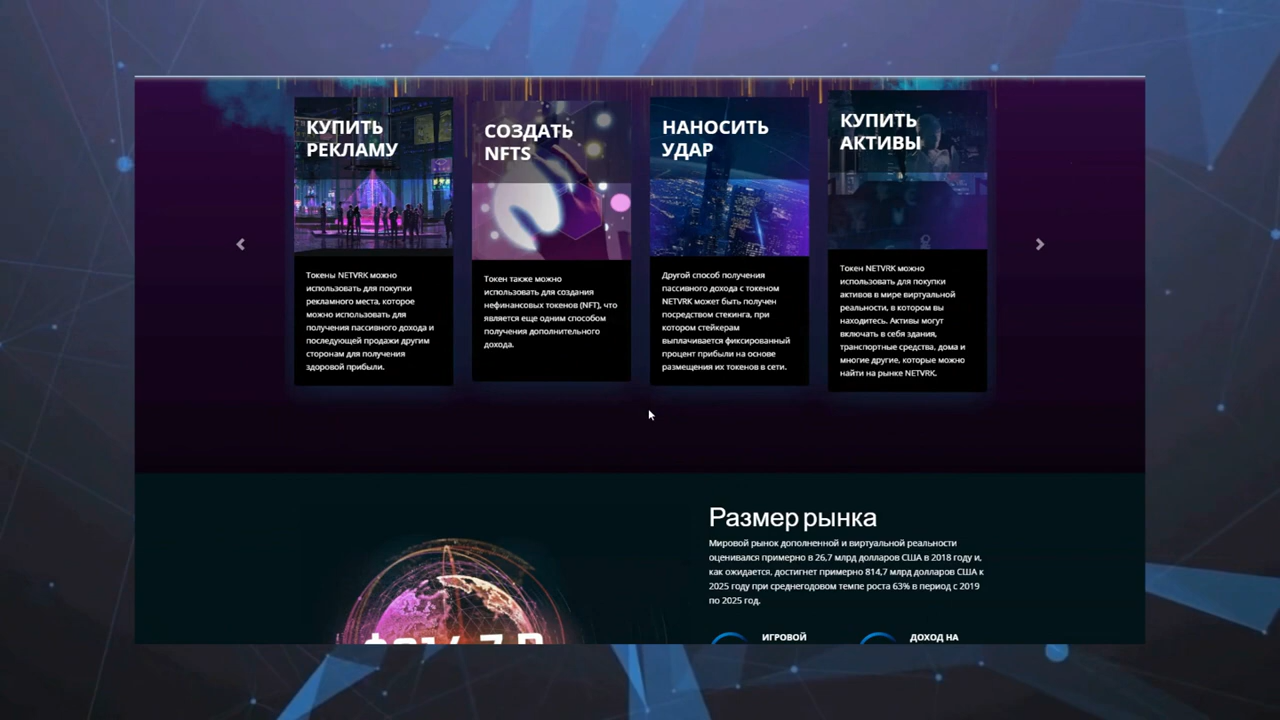 КУПИТЬ
РЕКЛАМУ
Токены NETVRK можно
использовать для покупки
рекламного места, которое
можно использовать для
получения пассивного дохода и
последующей продажи другим
сторонам для получения
здоровой прибыли.
СОЗДАТЬ
NFTS
Токен также можно
использовать для создания
нефинансовых токенов (NFT), что
является еще одним способом
получения дополнительного
дохода.
НАНОСИТЬ
УДАР
Другой способ получения
пассивного дохода с токеном
NETVRK может быть получен
посредством стекинга, при
котором стейкерам
выплачивается фиксированный
процент прибыли на основе
размещения их токенов в сети.
КУПИТЬ
АКТИВЫ
Токен NETVRK можно
использовать для покупки
активов в мире виртуальной
реальности, в котором вы
находитесь. Активы могут
включать в себя здания,
транспортные средства, дома и
многие другие, которые можно
найти на рынке NETVRK.
Размер рынка
Мировой рынок дополненной и виртуальной реальности
оценивался примерно в 26,7 млрд долларов США в 2018 году и,
как ожидается, достигнет примерно 814,7 млрд долларов США к
2025 году при среднегодовом темпе роста 63% в период с 2019
по 2025 год.
ИГРОВОЙ
ДОХОД НА